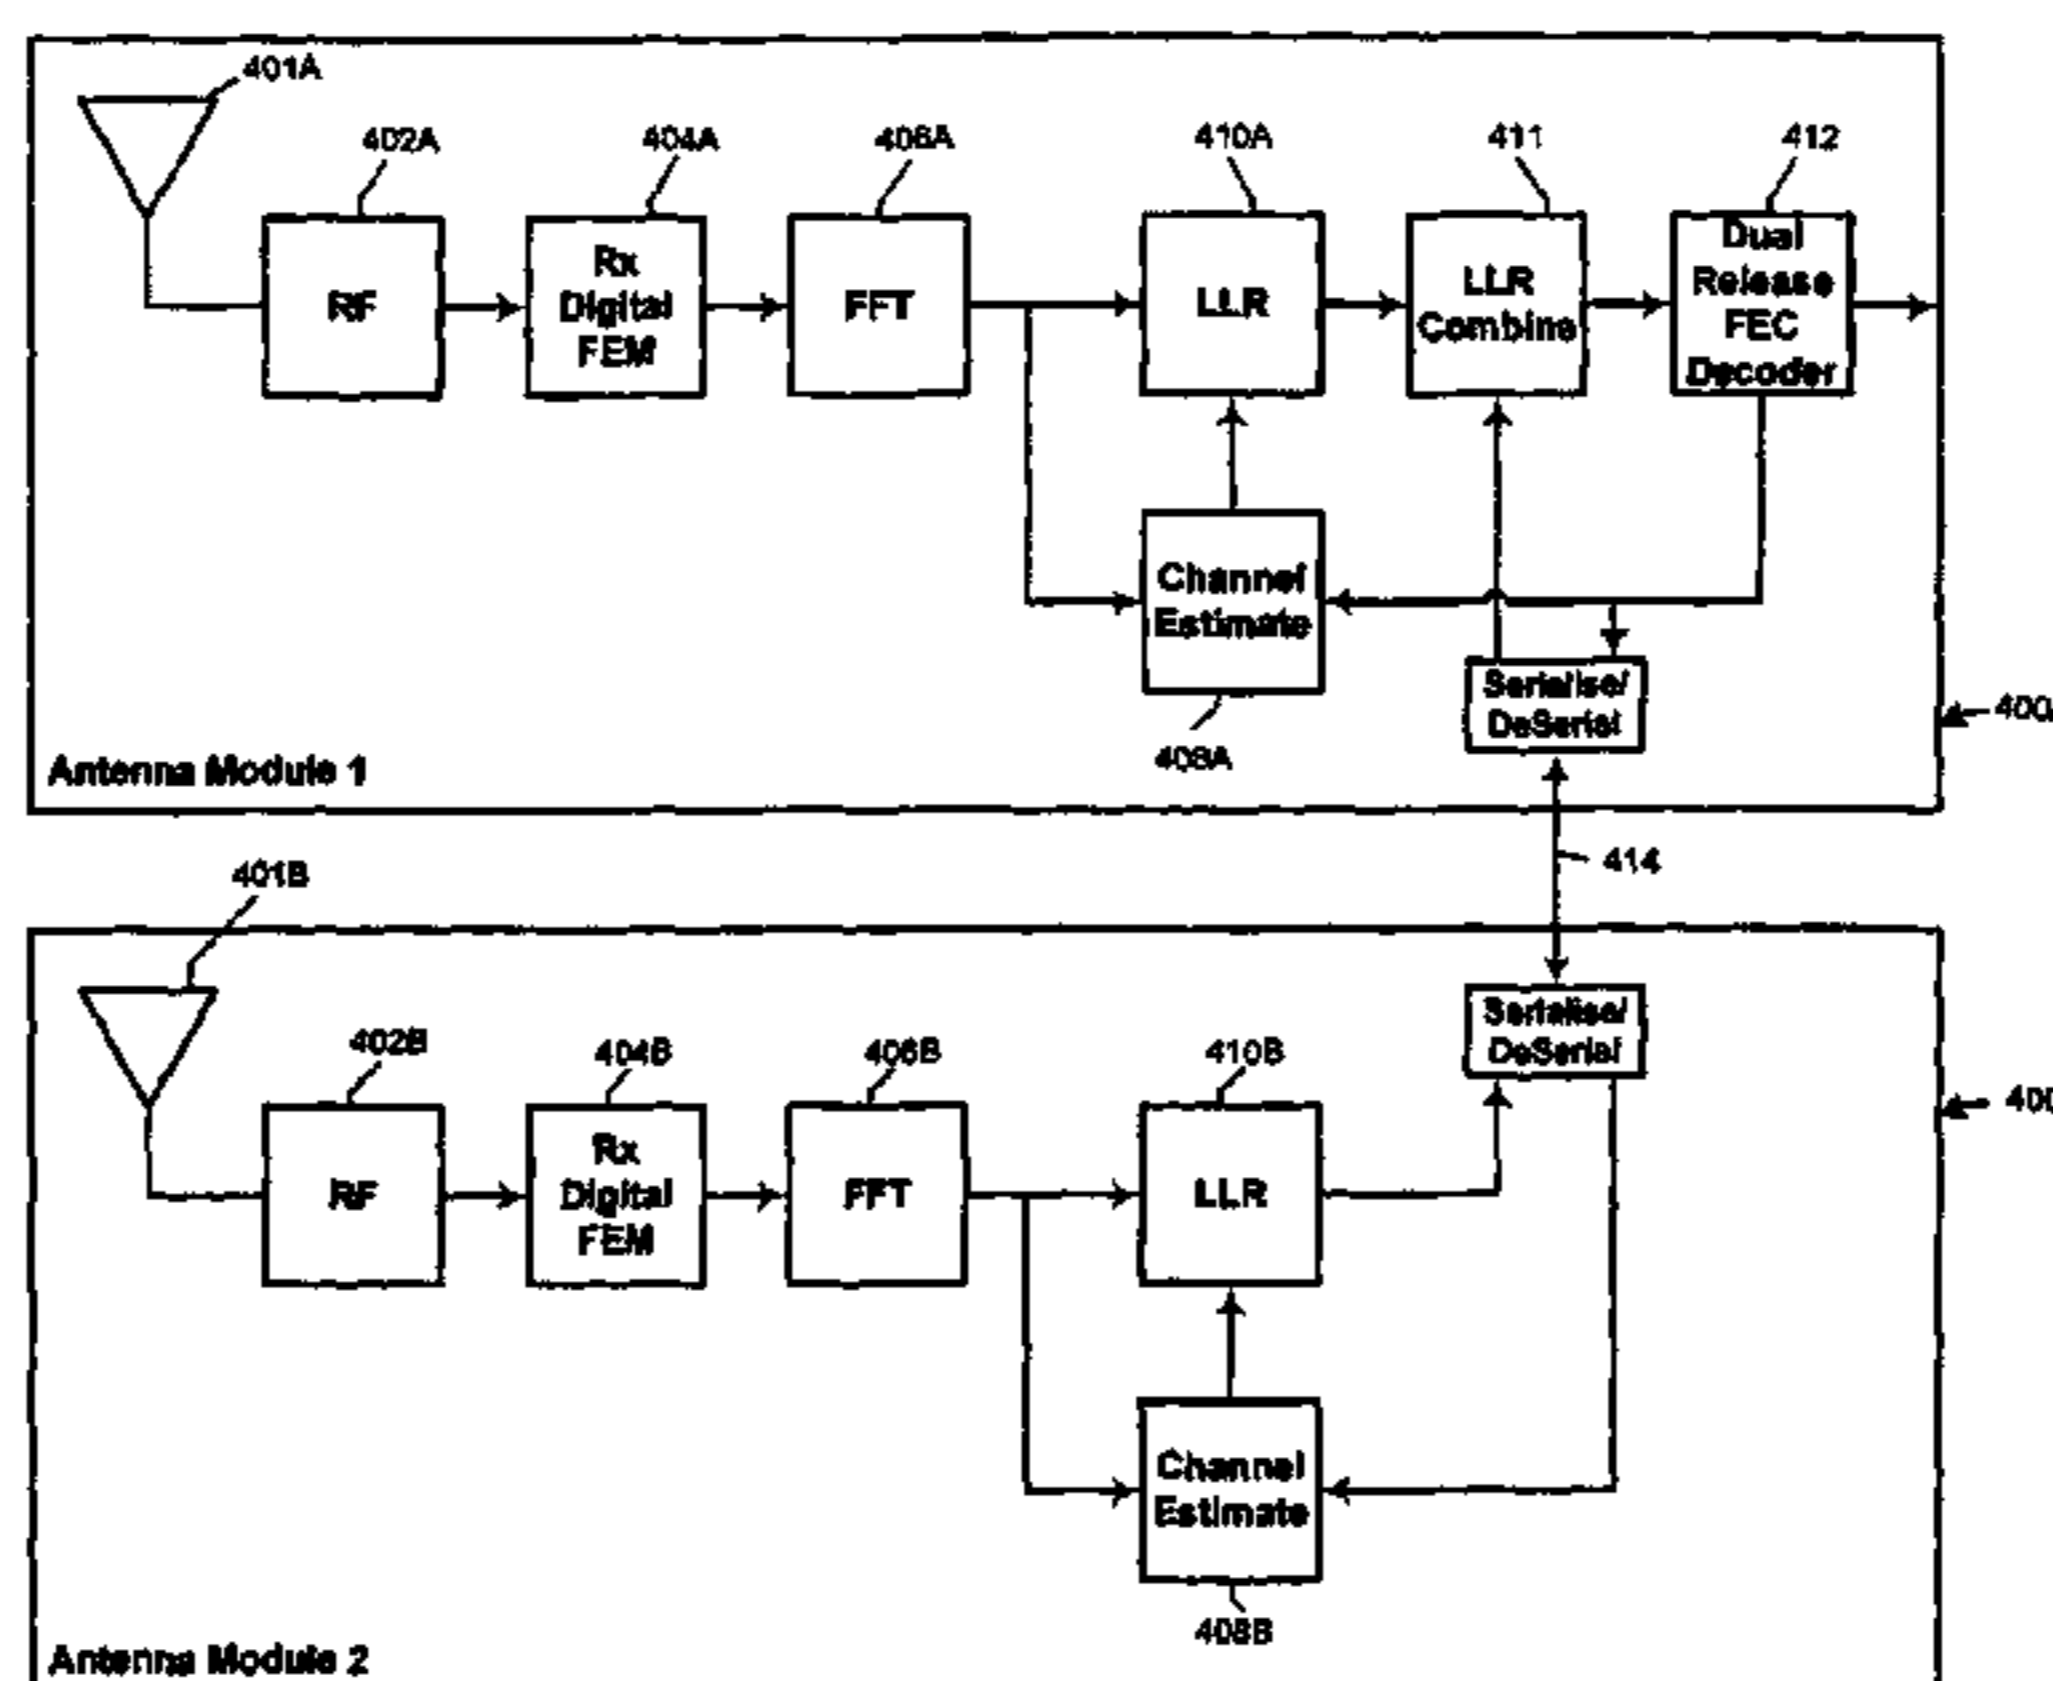 401A
402A
404A
406A
410A
411
412
RF
Rx
Digital
FEM
FFT
LLR
LLR
Combine
Dual
Release
FEC
Decoder
Channel
Estimate
408A
Serialise/
DeSerial
400
Antenna Module 1
414
401B
402B
404B
406B
410B
Serialise/
DeSerial
400
RF
Rx
Digital
FEM
FFT
LLR
Channel
Estimate
408B
Antenna Module 2